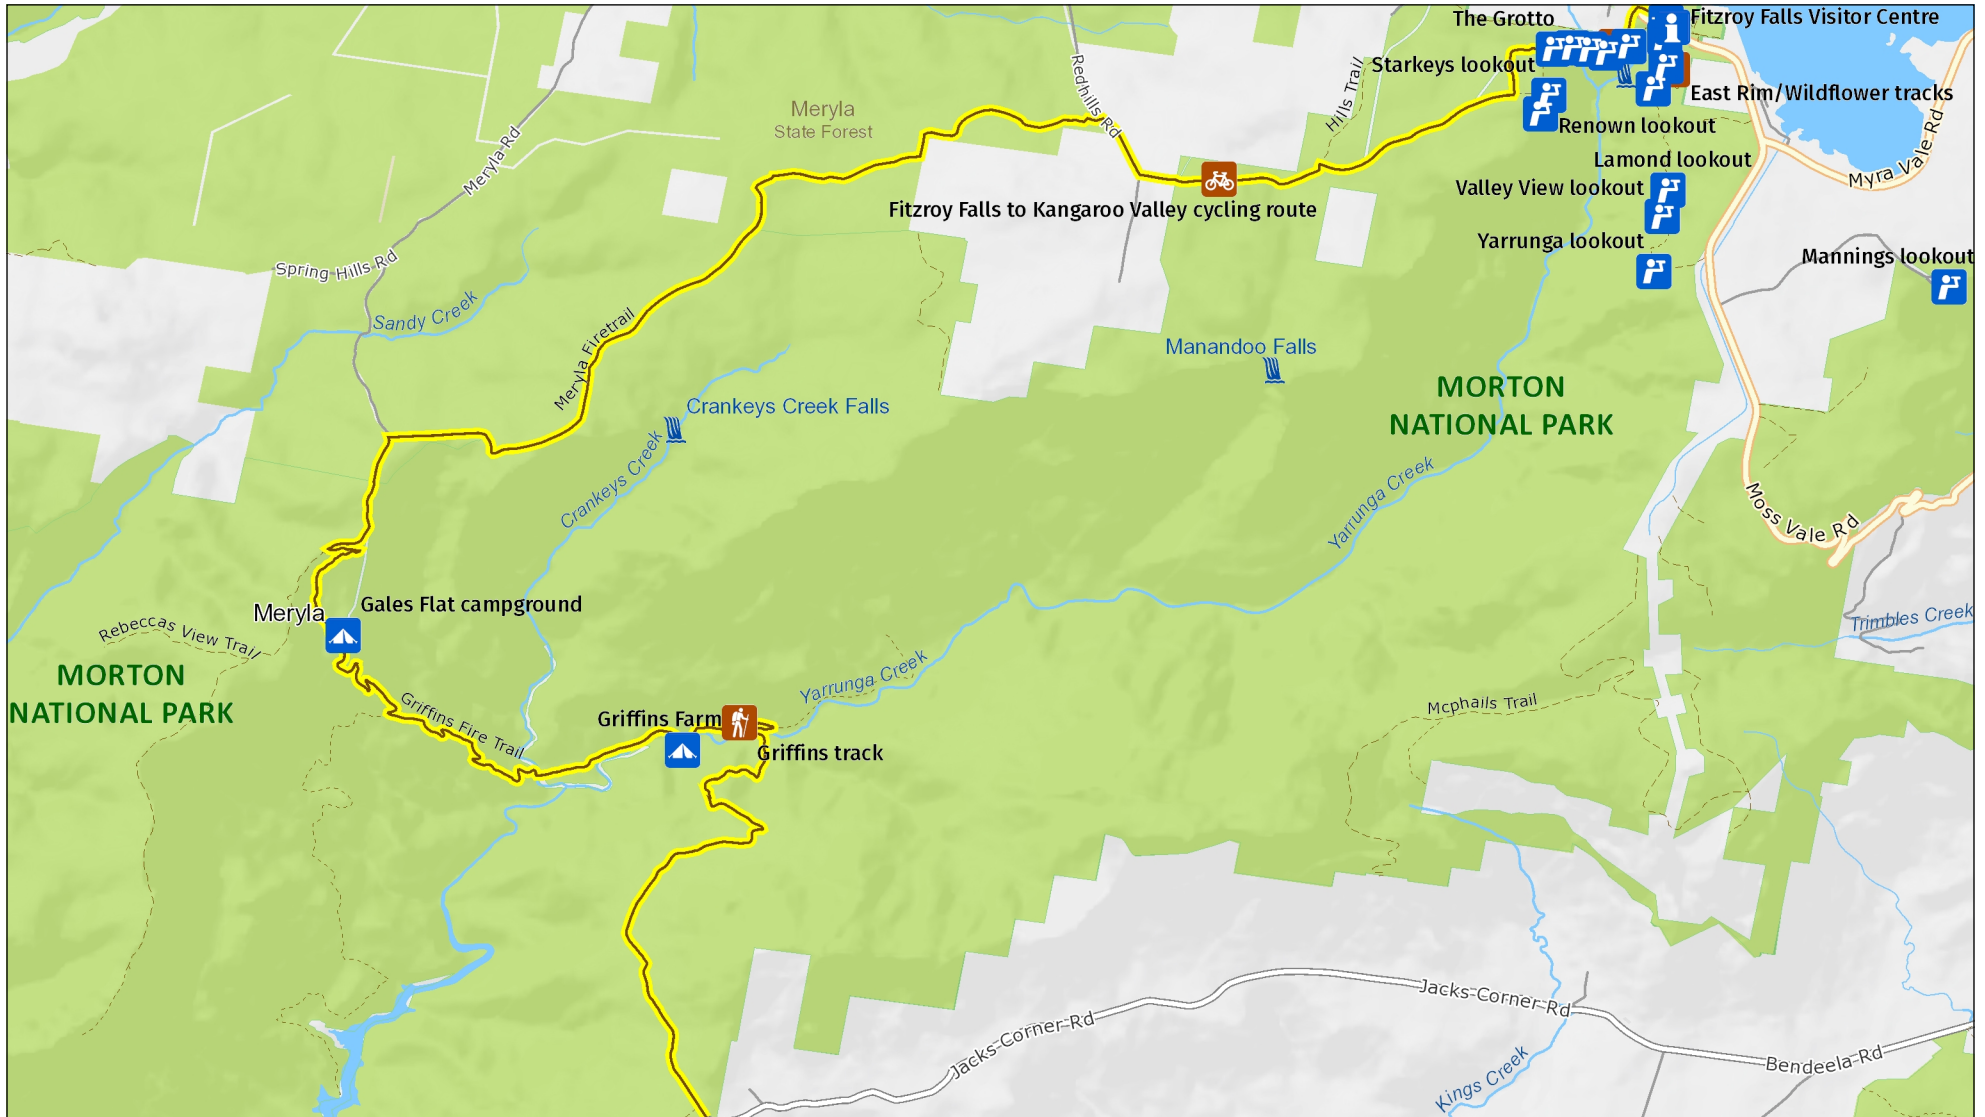 The Grotto
Fitzroy Falls Visitor Centre
Starkeys lookout
East Rim/Wildflower tracks
Renown lookout
Lamond lookout
Valley View lookout
Yarrunga lookout
Mannings lookout
Myra Vale Rd
Redhills Rd
Hills Trail
Meryla
State Forest
Meryla Rd
Fitzroy Falls to Kangaroo Valley cycling route
Spring Hills Rd
Sandy Creek
Meryla Firetrail
Manandoo Falls
MORTON
NATIONAL PARK
Crankeys Creek Falls
Crankeys Creek
Yarrunga Creek
Moss Vale Rd
Gales Flat campground
Meryla
Rebeccas View Trail
Trimbles Creek
MORTON
NATIONAL PARK
Yarrunga Creek
Griffins Fire Trail
Griffins Farm
Griffins track
Mcphails Trail
Jacks Corner Rd
Jacks Corner Rd
Bendeela Rd
Kings Creek